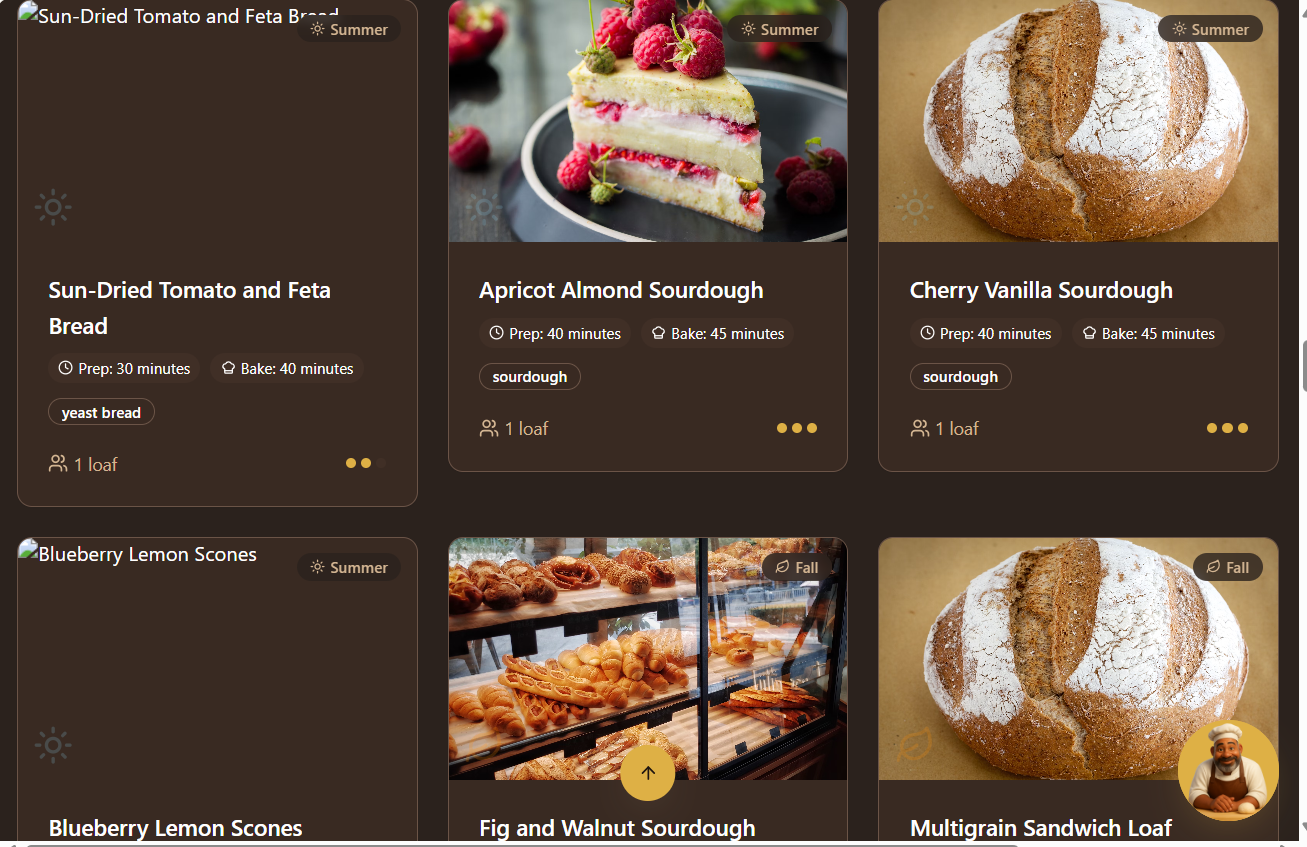 Sun-Dried Tomato and Feta Bread
Summer
Summer
Summer
Sun-Dried Tomato and Feta
Bread
Prep: 30 minutes
Bake: 40 minutes
yeast bread
1 loaf
Apricot Almond Sourdough
Prep: 40 minutes
Bake: 45 minutes
sourdough
1 loaf
Cherry Vanilla Sourdough
Prep: 40 minutes
Bake: 45 minutes
sourdough
1 loaf
Blueberry Lemon Scones
Summer
Fall
Fall
Blueberry Lemon Scones
Fig and Walnut Sourdough
Multigrain Sandwich Loaf